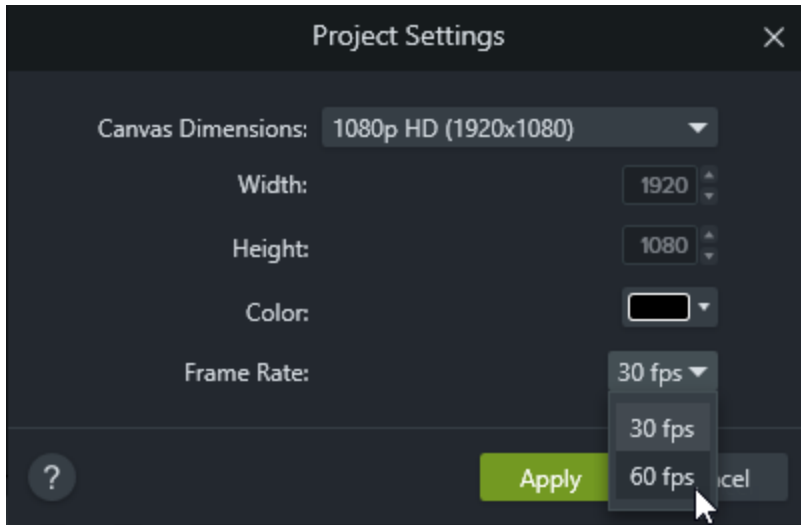 Project Settings
Canvas Dimensions: 1080p HD (1920x1080)
Width: 1920
Height: 1080
Color:
Frame Rate: 30 fps
30 fps
60 fps
? Apply cel